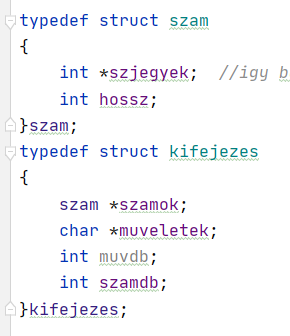 typedef struct szam
{
int *szjegyek;  //igy b
int hossz;
}szam;
typedef struct kifejezes
{
szam *szamok;
char *muveletek;
int muvdb;
int szamdb;
}kifejezes;